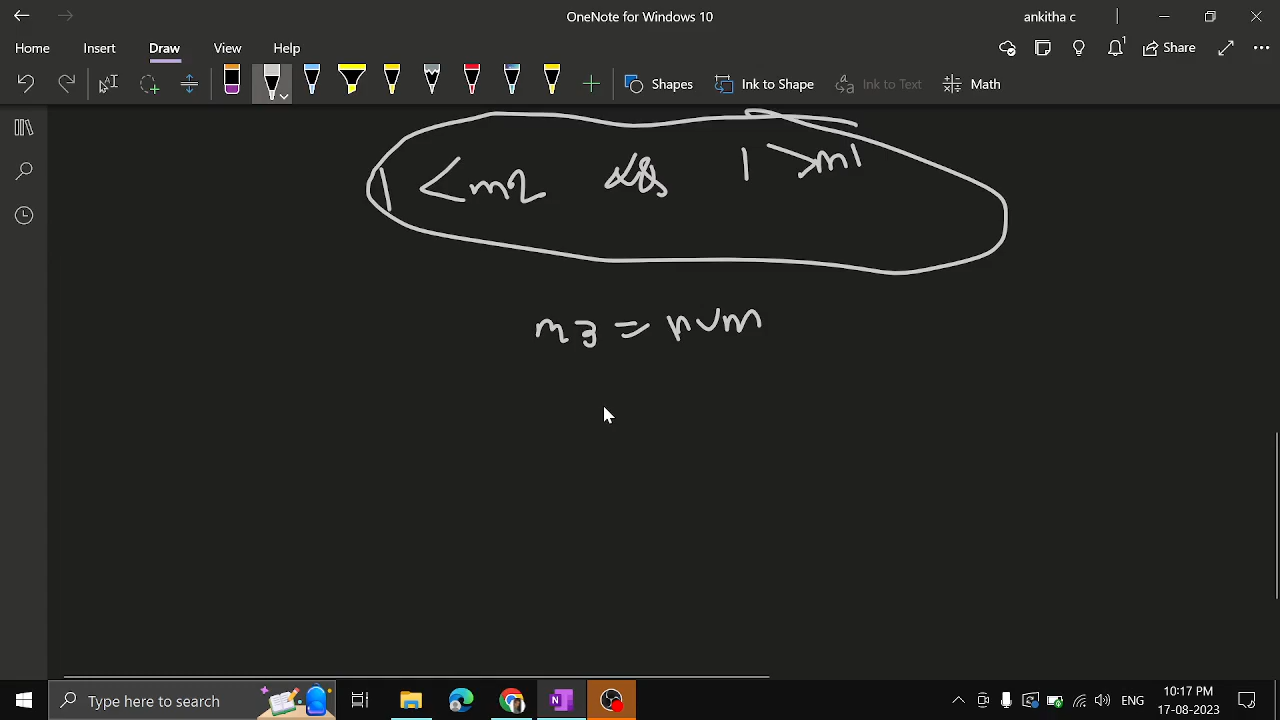 OneNote for Windows 10
ankitha c
Home Insert Draw View Help
Share
Shapes Ink to Shape Ink to Text Math
1 <m2 && 1 >m1
m3 = num
Type here to search
ENG
10:17 PM
17-08-2023